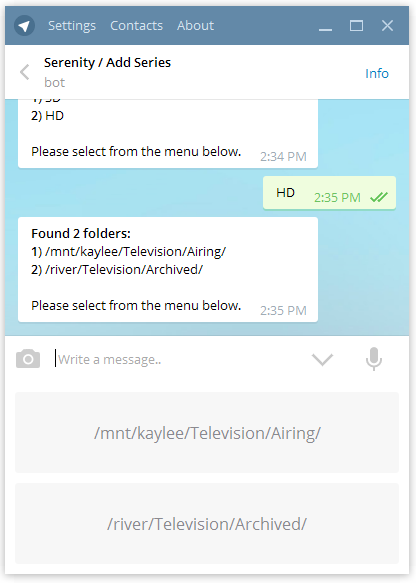 Settings Contacts About
Serenity / Add Series
bot
Info
2) HD
Please select from the menu below. 2:34 PM
HD 2:35 PM
Found 2 folders:
1) /mnt/kaylee/Television/Airing/
2) /river/Television/Archived/
Please select from the menu below. 2:35 PM
Write a message..
/mnt/kaylee/Television/Airing/
/river/Television/Archived/